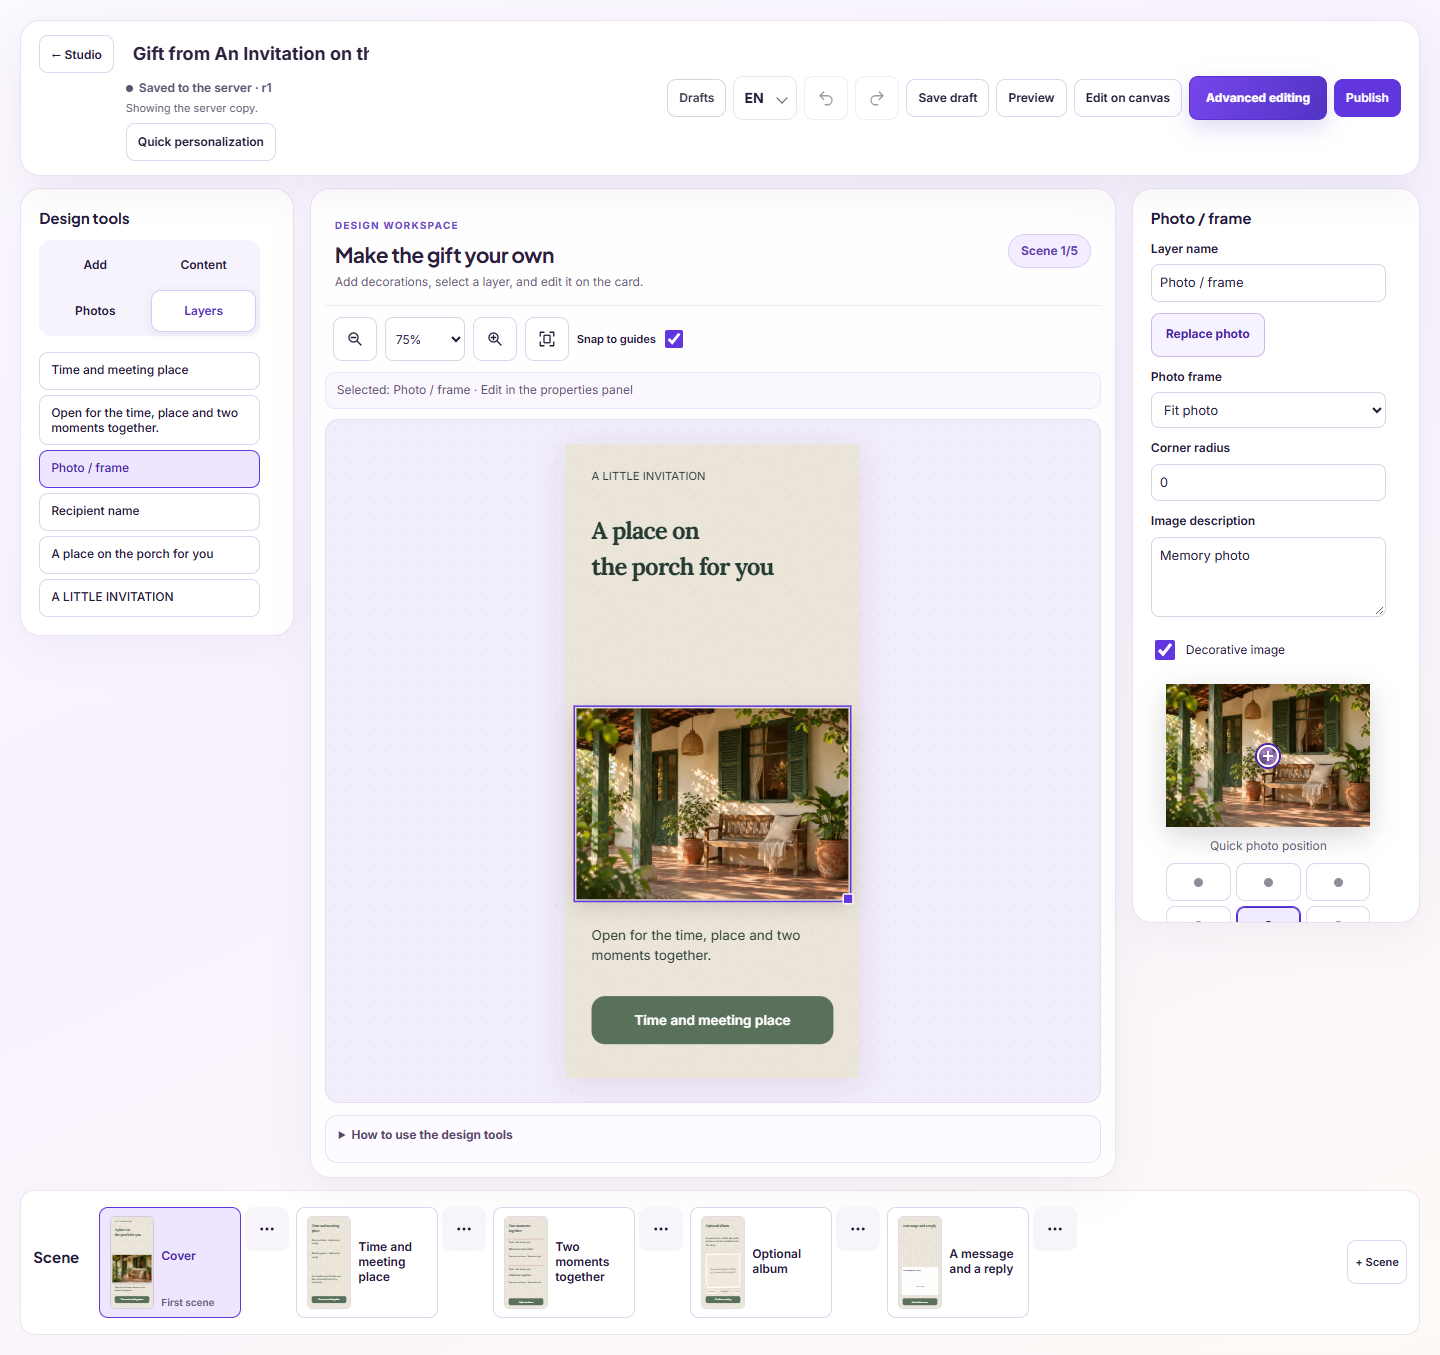 ← Studio
Gift from An Invitation on th
Saved to the server · r1
Showing the server copy.
Quick personalization
Drafts
EN
Save draft
Preview
Edit on canvas
Advanced editing
Publish
Design tools
Add
Content
Photos
Layers
Time and meeting place
Open for the time, place and two
moments together.
Photo / frame
Recipient name
A place on the porch for you
A LITTLE INVITATION
DESIGN WORKSPACE
Make the gift your own
Add decorations, select a layer, and edit it on the card.
Scene 1/5
75%
Snap to guides
Selected: Photo / frame · Edit in the properties panel
A LITTLE INVITATION
A place on
the porch for you
Open for the time, place and two
moments together.
Time and meeting place
How to use the design tools
Photo / frame
Layer name
Photo / frame
Replace photo
Photo frame
Fit photo
Corner radius
0
Image description
Memory photo
Decorative image
Quick photo position
Scene
Cover
First scene
Time and
meeting
place
Two
moments
together
Optional
album
A message
and a reply
+ Scene